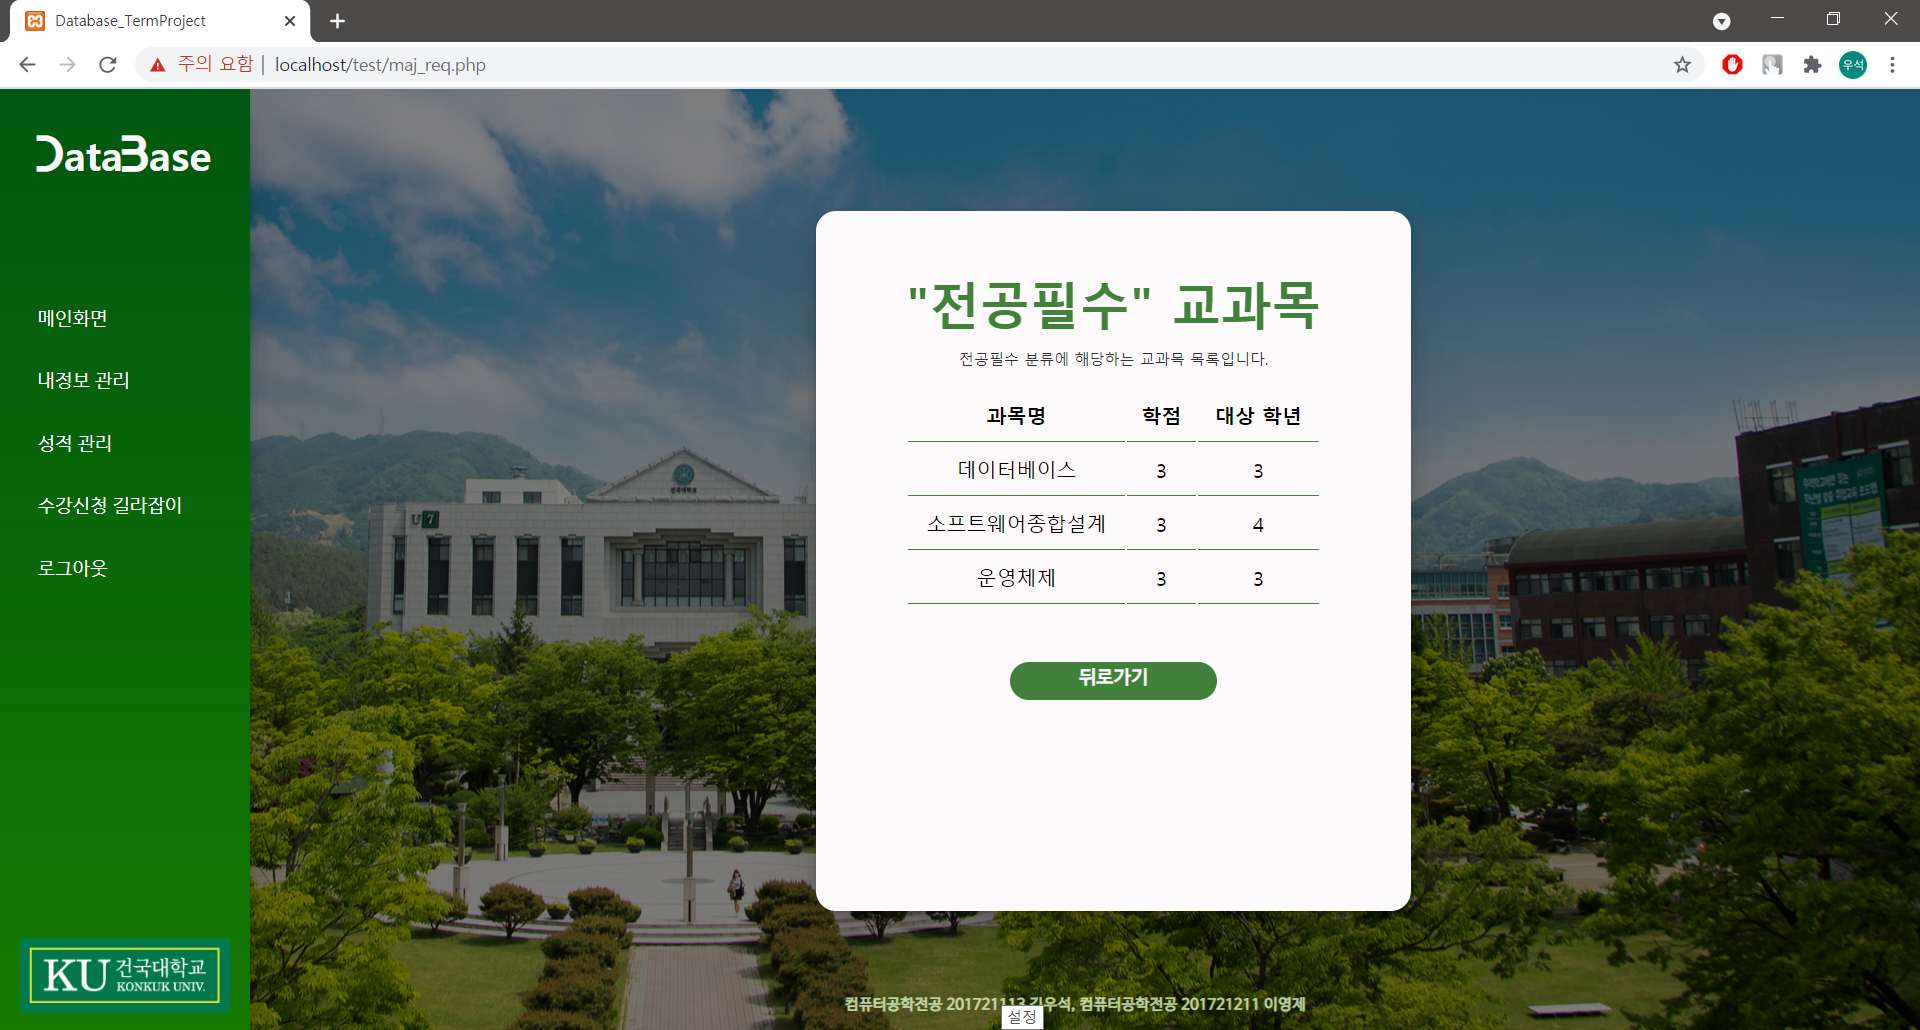 Database_TermProject
주의 요함 | localhost/test/maj_req.php
우석
DataBase
메인화면
내정보 관리
성적 관리
수강신청 길라잡이
로그아웃
KU 건국대학교
KONKUK UNIV.
"전공필수" 교과목
전공필수 분류에 해당하는 교과목 목록입니다.
과목명 학점 대상 학년
데이터베이스 3 3
소프트웨어종합설계 3 4
운영체제 3 3
뒤로가기
U 7
건국대학교
컴퓨터공학전공 201721113 김우석, 컴퓨터공학전공 201721211 이영제
설정